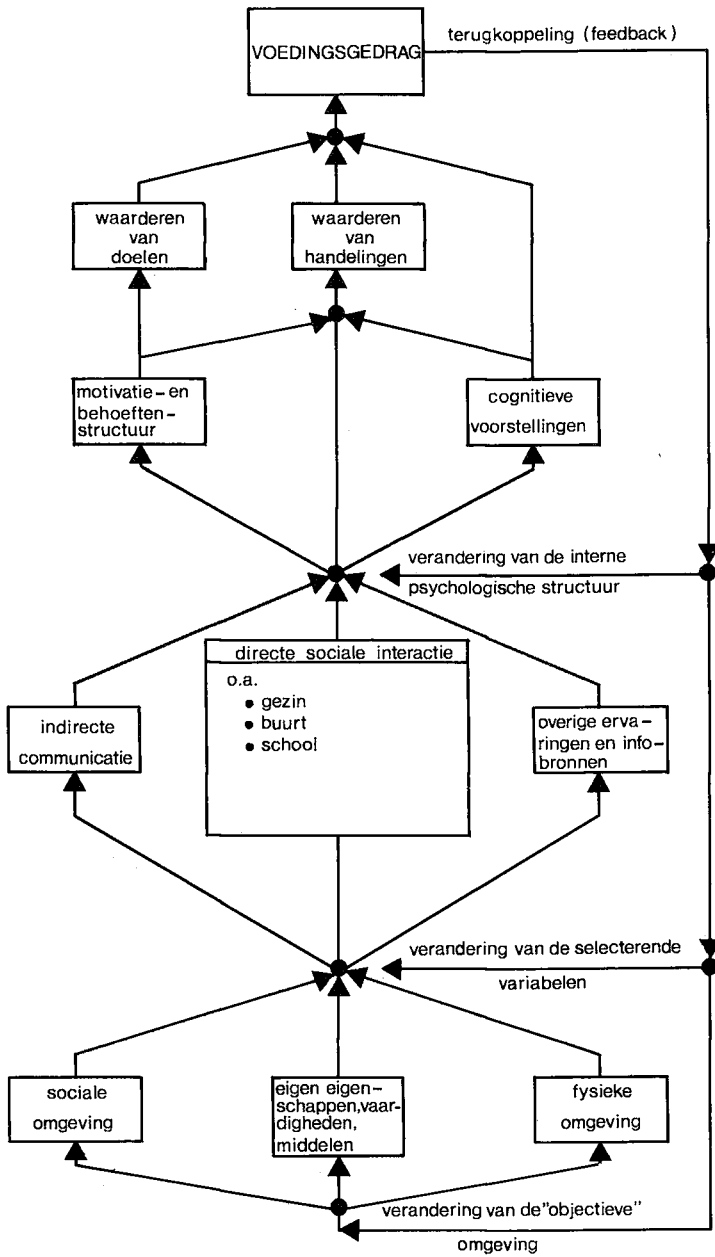 terugkoppeling (feedback)
VOEDINGSGEDRAG
waarderen
van
doelen
waarderen
van
handelingen
motivatie- en
behoeften-
structuur
cognitieve
voorstellingen
verandering van de interne
psychologische structuur
directe sociale interactie
o.a.
• gezin
• buurt
• school
indirecte
communicatie
overige erva-
ringen en info-
bronnen
verandering van de selecterende
variabelen
sociale
omgeving
eigen eigen-
schappen,vaar-
digheden,
middelen
fysieke
omgeving
verandering van de"objectieve"
omgeving